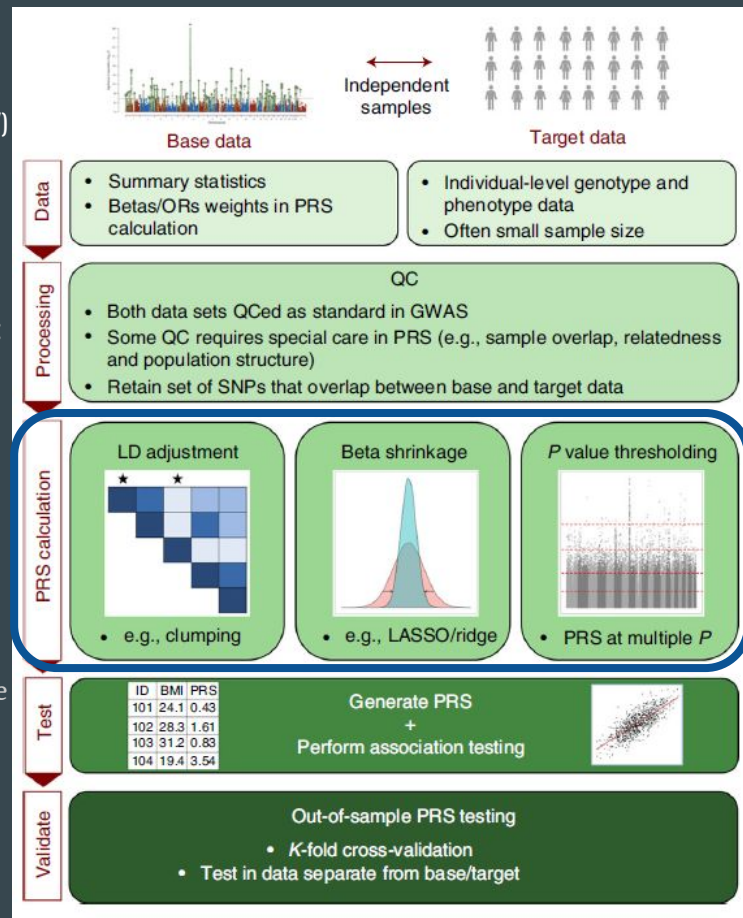 Independent
samples
Base data
Target data
Data
• Summary statistics
• Betas/ORs weights in PRS
calculation
• Individual-level genotype and
phenotype data
• Often small sample size
Processing
QC
• Both data sets QCed as standard in GWAS
• Some QC requires special care in PRS (e.g., sample overlap, relatedness
and population structure)
• Retain set of SNPs that overlap between base and target data
PRS calculation
LD adjustment
• e.g., clumping
Beta shrinkage
• e.g., LASSO/ridge
P value thresholding
• PRS at multiple P
Test
ID BMI PRS
101 24.1 0.43
102 28.3 1.61
103 31.2 0.83
104 19.4 3.54
Generate PRS
+
Perform association testing
Validate
Out-of-sample PRS testing
• K-fold cross-validation
• Test in data separate from base/target